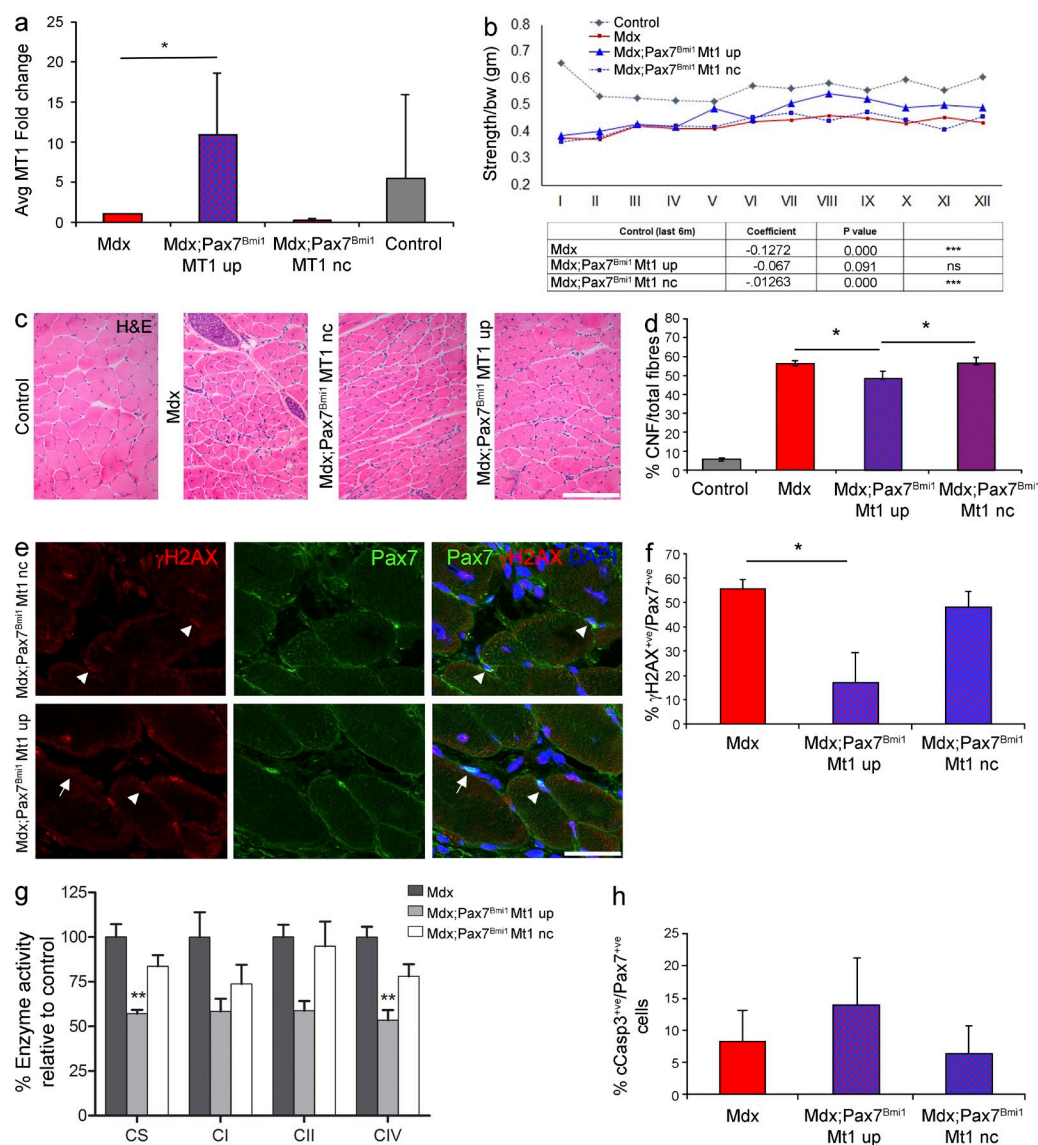 a
Avg MT1 Fold change
25
20
15
10
5
0
*
Mdx
Mdx;Pax7Bmi1
MT1 up
Mdx;Pax7Bmi1
MT1 nc
Control
b
Strength/bw (gm)
0.8
0.7
0.6
0.5
0.4
0.3
0.2
Control
Mdx
Mdx;Pax7Bmi1 Mt1 up
Mdx;Pax7Bmi1 Mt1 nc
I II III IV V VI VII VIII IX X XI XII
Control (last 6m) Coefficient P value
Mdx -0.1272 0.000 ***
Mdx;Pax7Bmi1 Mt1 up -0.067 0.091 ns
Mdx;Pax7Bmi1 Mt1 nc -.01263 0.000 ***
c
Control
H&E
Mdx
Mdx;Pax7Bmi1 MT1 nc
Mdx;Pax7Bmi1 MT1 up
d
% CNF/total fibres
70
60
50
40
30
20
10
0
*
*
Control
Mdx
Mdx;Pax7Bmi1
Mt1 up
Mdx;Pax7Bmi1
Mt1 nc
e
Mdx;Pax7Bmi1 Mt1 nc
γH2AX
Pax7
Pax7 γH2AX DAPI
Mdx;Pax7Bmi1 Mt1 up
f
% γH2AX+ve/Pax7+ve
70
60
50
40
30
20
10
0
*
Mdx
Mdx;Pax7Bmi1
Mt1 up
Mdx;Pax7Bmi1
Mt1 nc
g
% Enzyme activity
relative to control
125
100
75
50
25
0
Mdx
Mdx;Pax7Bmi1 Mt1 up
Mdx;Pax7Bmi1 Mt1 nc
**
**
CS CI CII CIV
h
% cCasp3+ve/Pax7+ve
cells
25
20
15
10
5
0
Mdx
Mdx;Pax7Bmi1
Mt1 up
Mdx;Pax7Bmi1
Mt1 nc